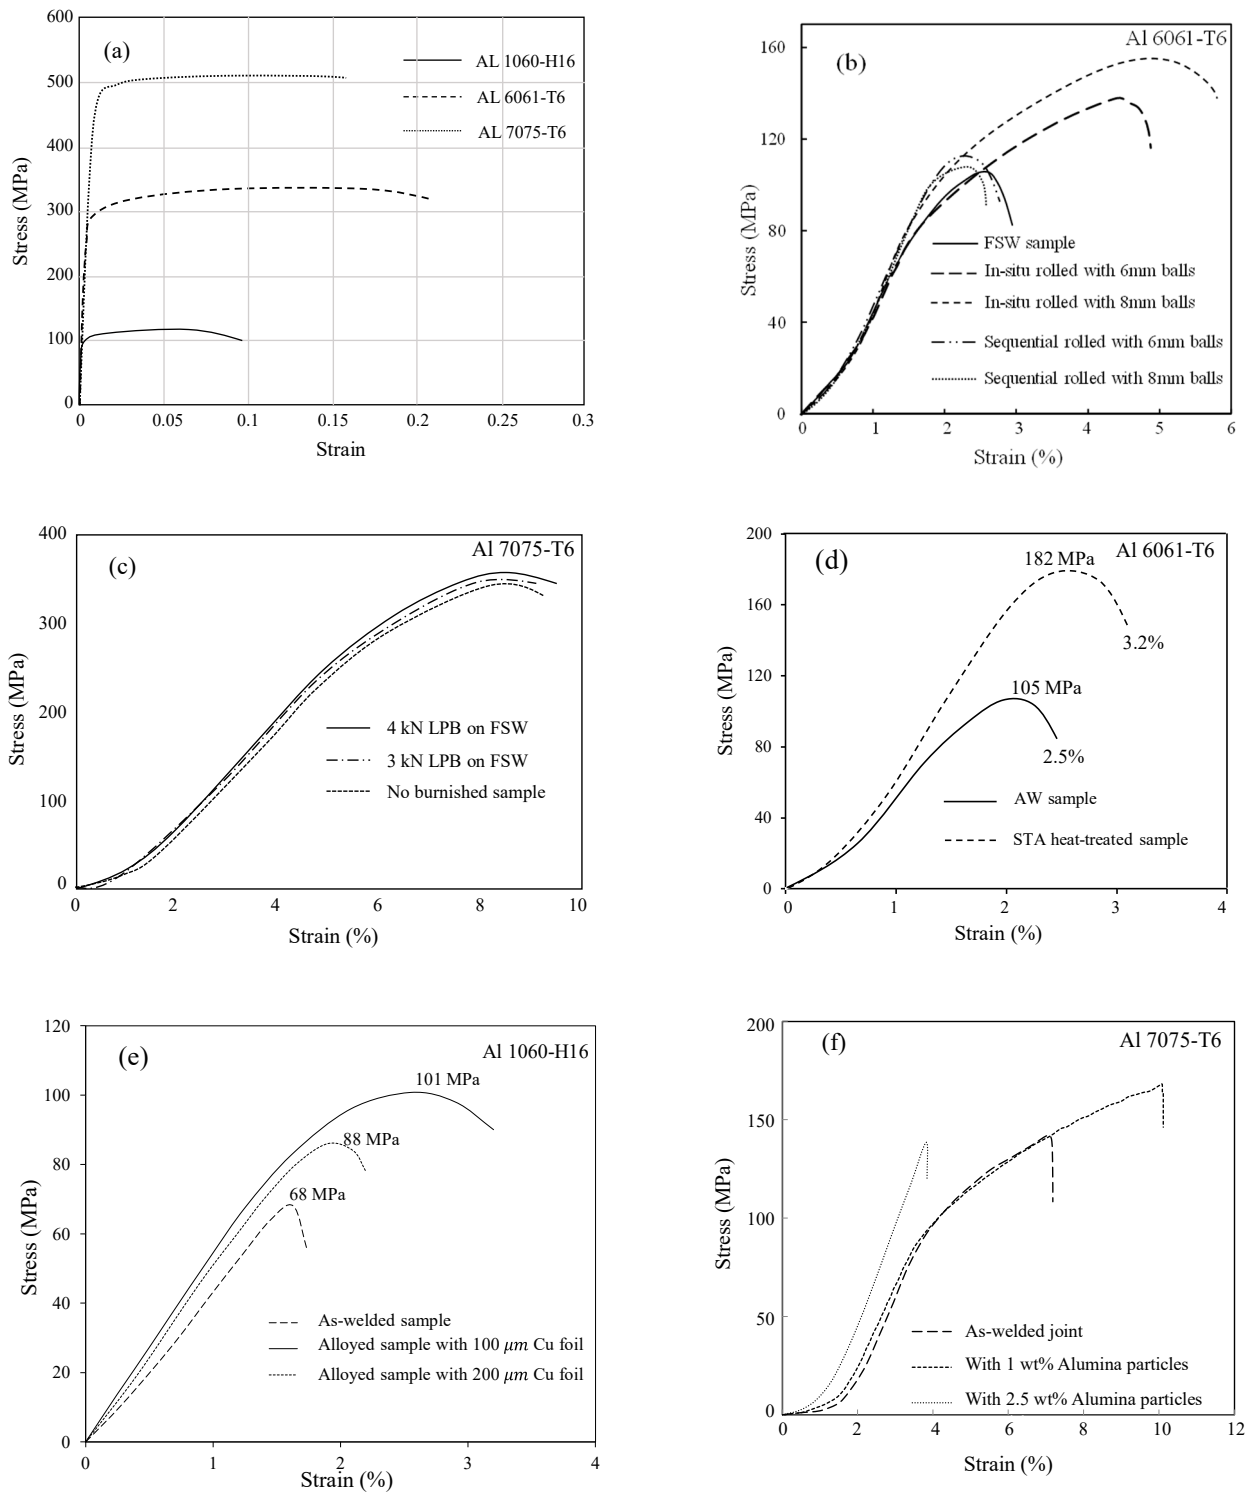 600
500
400
300
200
100
0
Stress (MPa)
(a)
AL 1060-H16
AL 6061-T6
AL 7075-T6
0 0.05 0.1 0.15 0.2 0.25 0.3
Strain
160
120
80
40
0
Stress (MPa)
(b)
Al 6061-T6
FSW sample
In-situ rolled with 6mm balls
In-situ rolled with 8mm balls
Sequential rolled with 6mm balls
Sequential rolled with 8mm balls
0 1 2 3 4 5 6
Strain (%)
400
300
200
100
0
Stress (MPa)
(c)
Al 7075-T6
4 kN LPB on FSW
3 kN LPB on FSW
No burnished sample
0 2 4 6 8 10
Strain (%)
200
160
120
80
40
0
Stress (MPa)
(d)
Al 6061-T6
182 MPa
3.2%
105 MPa
2.5%
AW sample
STA heat-treated sample
0 1 2 3 4
Strain (%)
120
100
80
60
40
20
0
Stress (MPa)
(e)
Al 1060-H16
101 MPa
88 MPa
68 MPa
As-welded sample
Alloyed sample with 100 μm Cu foil
Alloyed sample with 200 μm Cu foil
0 1 2 3 4
Strain (%)
200
150
100
50
0
Stress (MPa)
(f)
Al 7075-T6
As-welded joint
With 1 wt% Alumina particles
With 2.5 wt% Alumina particles
0 2 4 6 8 10 12
Strain (%)